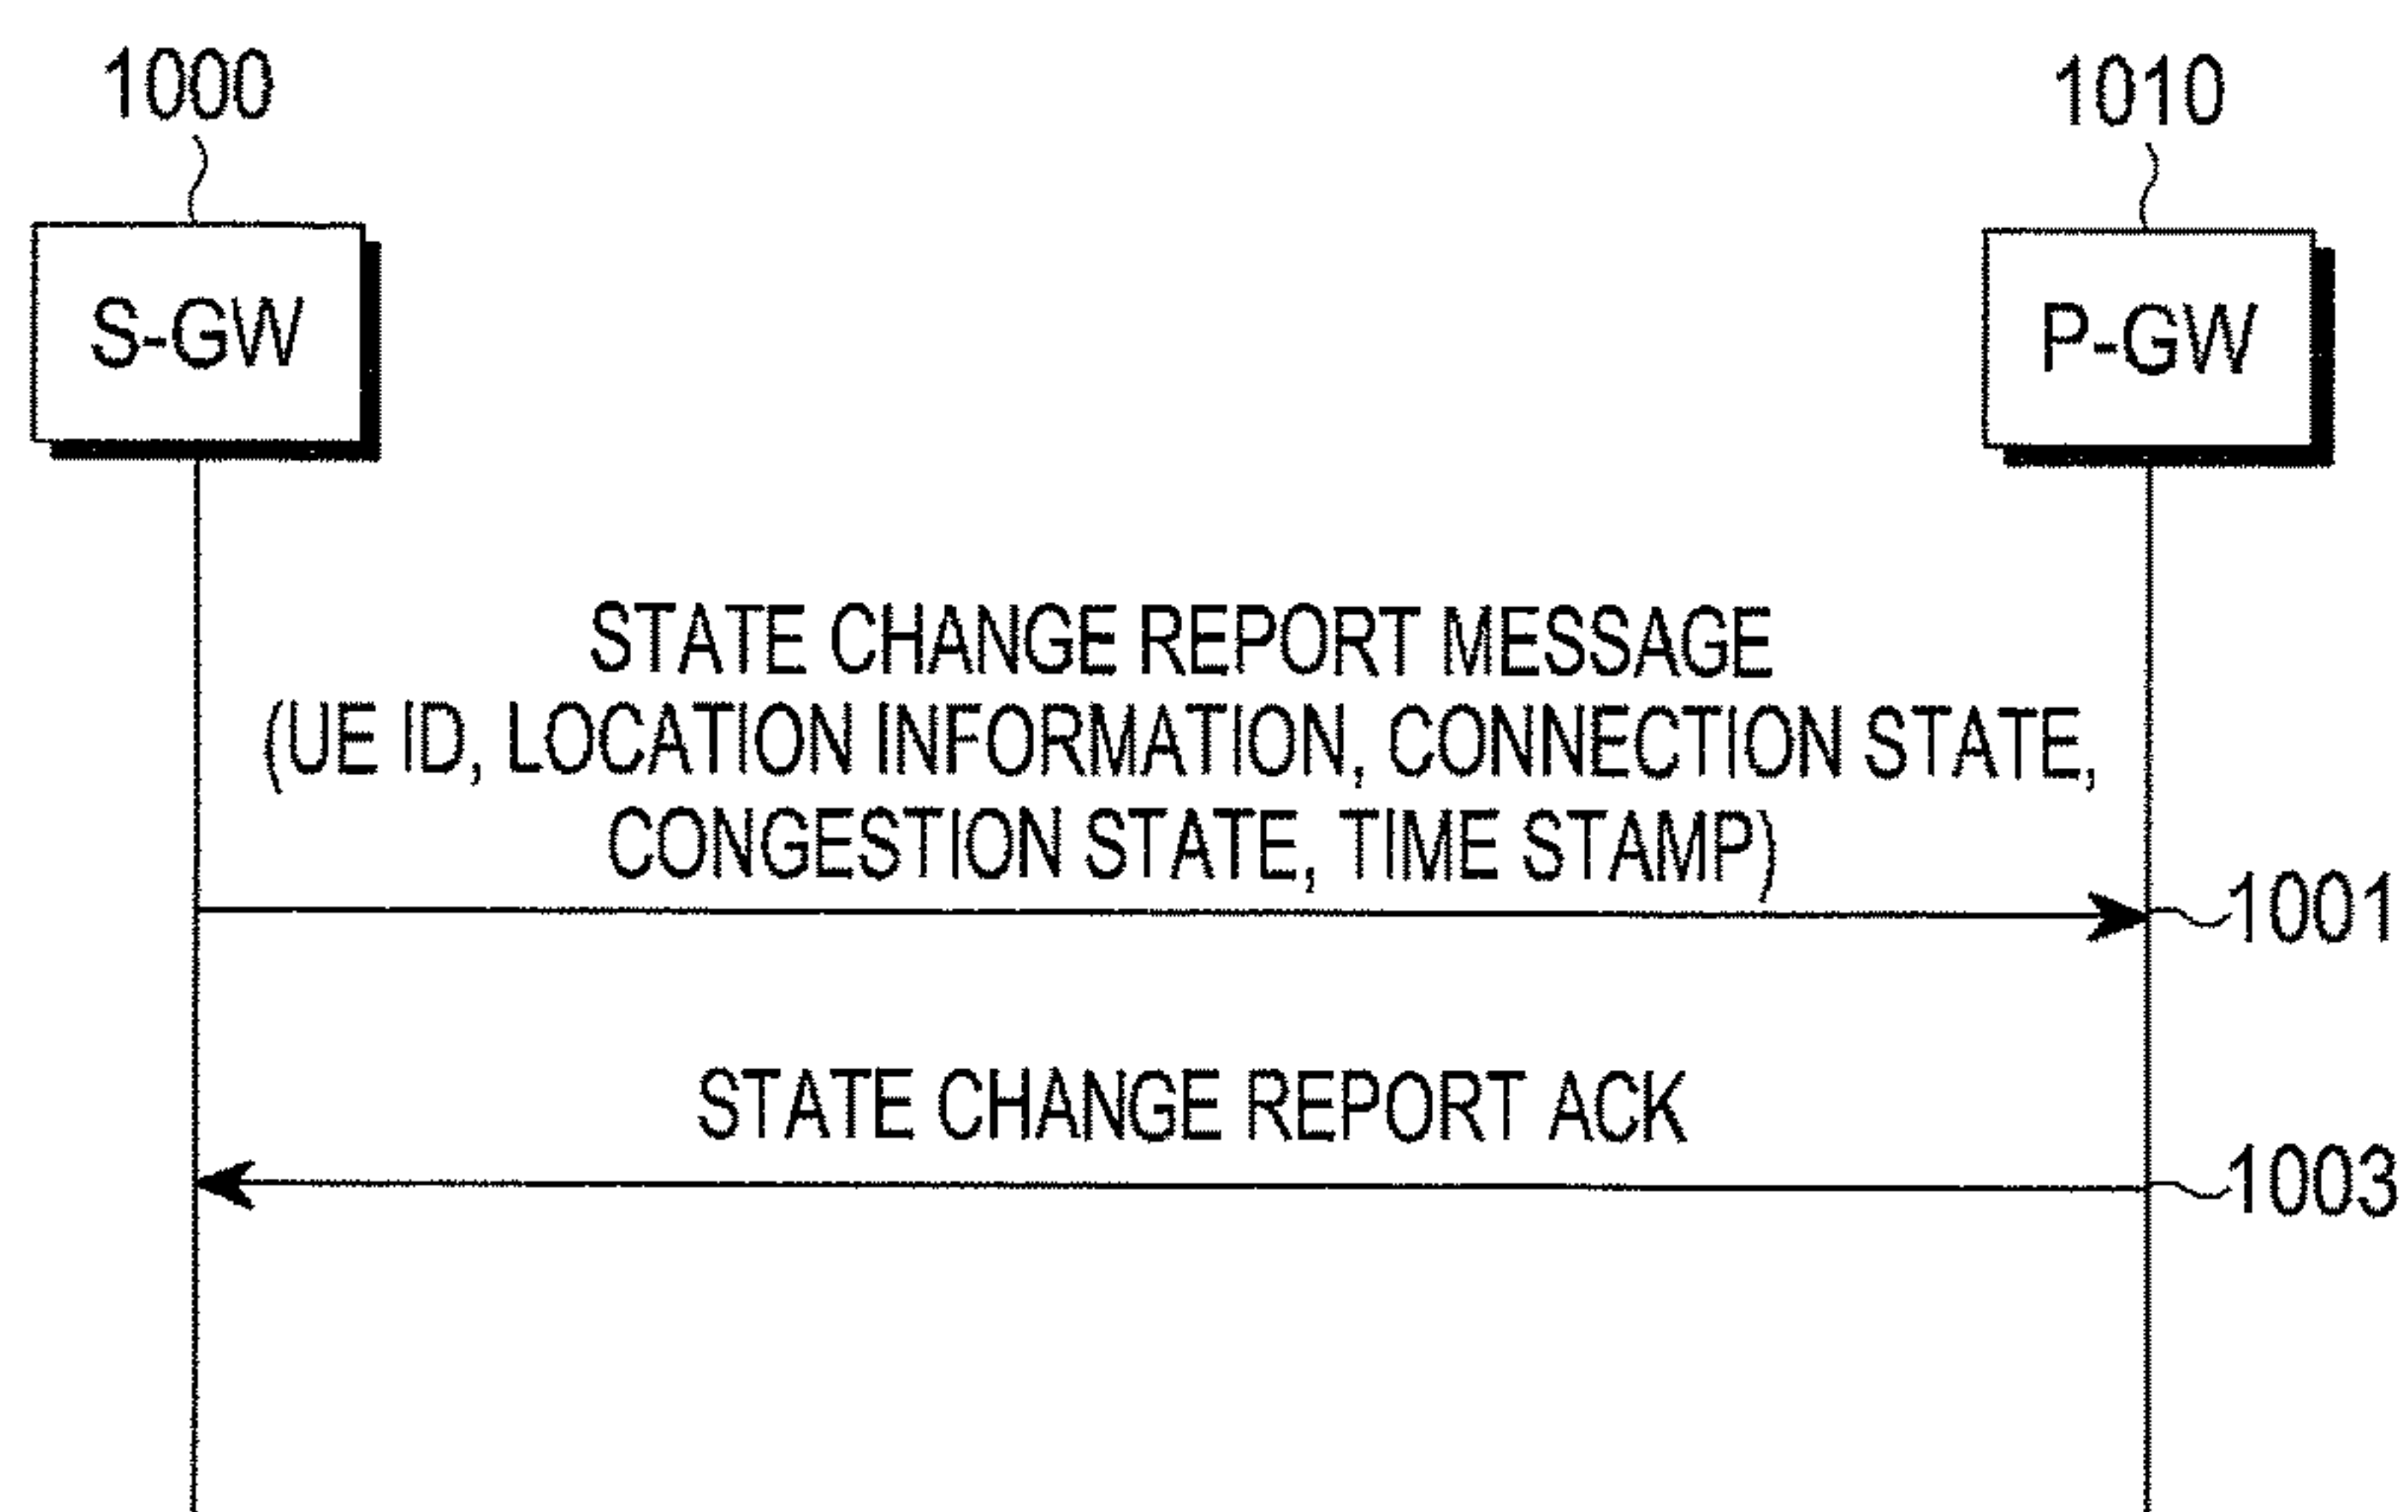 1000
1010
S-GW
P-GW
STATE CHANGE REPORT MESSAGE
(UE ID, LOCATION INFORMATION, CONNECTION STATE,
CONGESTION STATE, TIME STAMP)
1001
STATE CHANGE REPORT ACK
1003